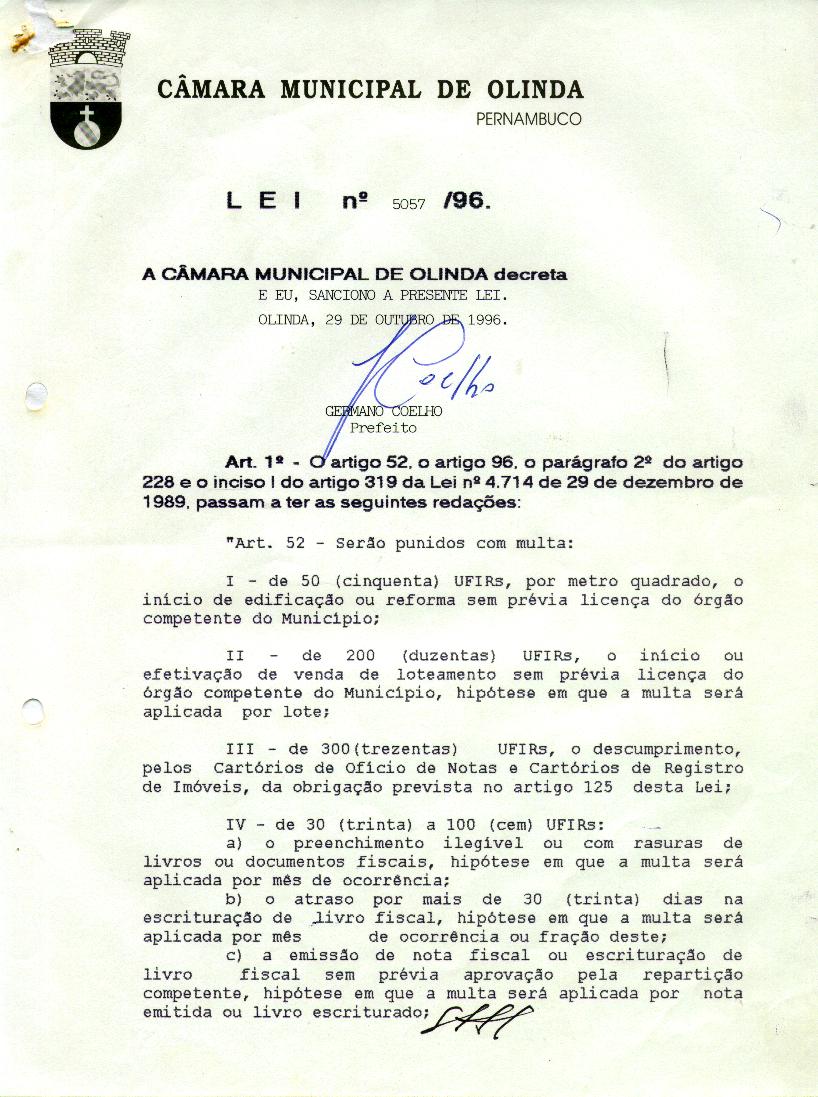 CÂMARA MUNICIPAL DE OLINDA
PERNAMBUCO
L E I nº 5057 /96.
A CÂMARA MUNICIPAL DE OLINDA decreta
E EU, SANCIONO A PRESENTE LEI.
OLINDA, 29 DE OUTUBRO DE 1996.
Coelho
GERMANO COELHO
Prefeito
Art. 1º - O artigo 52, o artigo 96, o parágrafo 2º do artigo
228 e o inciso I do artigo 319 da Lei nº 4.714 de 29 de dezembro de
1989, passam a ter as seguintes redações:
"Art. 52 - Serão punidos com multa:
I - de 50 (cinquenta) UFIRs, por metro quadrado, o
início de edificação ou reforma sem prévia licença do órgão
competente do Município;
II - de 200 (duzentas) UFIRs, o início ou
efetivação de venda de loteamento sem prévia licença do
órgão competente do Município, hipótese em que a multa será
aplicada por lote;
III - de 300(trezentas) UFIRs, o descumprimento,
pelos Cartórios de Ofício de Notas e Cartórios de Registro
de Imóveis, da obrigação prevista no artigo 125 desta Lei;
IV - de 30 (trinta) a 100 (cem) UFIRs:
a) o preenchimento ilegível ou com rasuras de
livros ou documentos fiscais, hipótese em que a multa será
aplicada por mês de ocorrência;
b) o atraso por mais de 30 (trinta) dias na
escrituração de livro fiscal, hipótese em que a multa será
aplicada por mês de ocorrência ou fração deste;
c) a emissão de nota fiscal ou escrituração de
livro fiscal sem prévia aprovação pela repartição
competente, hipótese em que a multa será aplicada por nota
emitida ou livro escriturado;